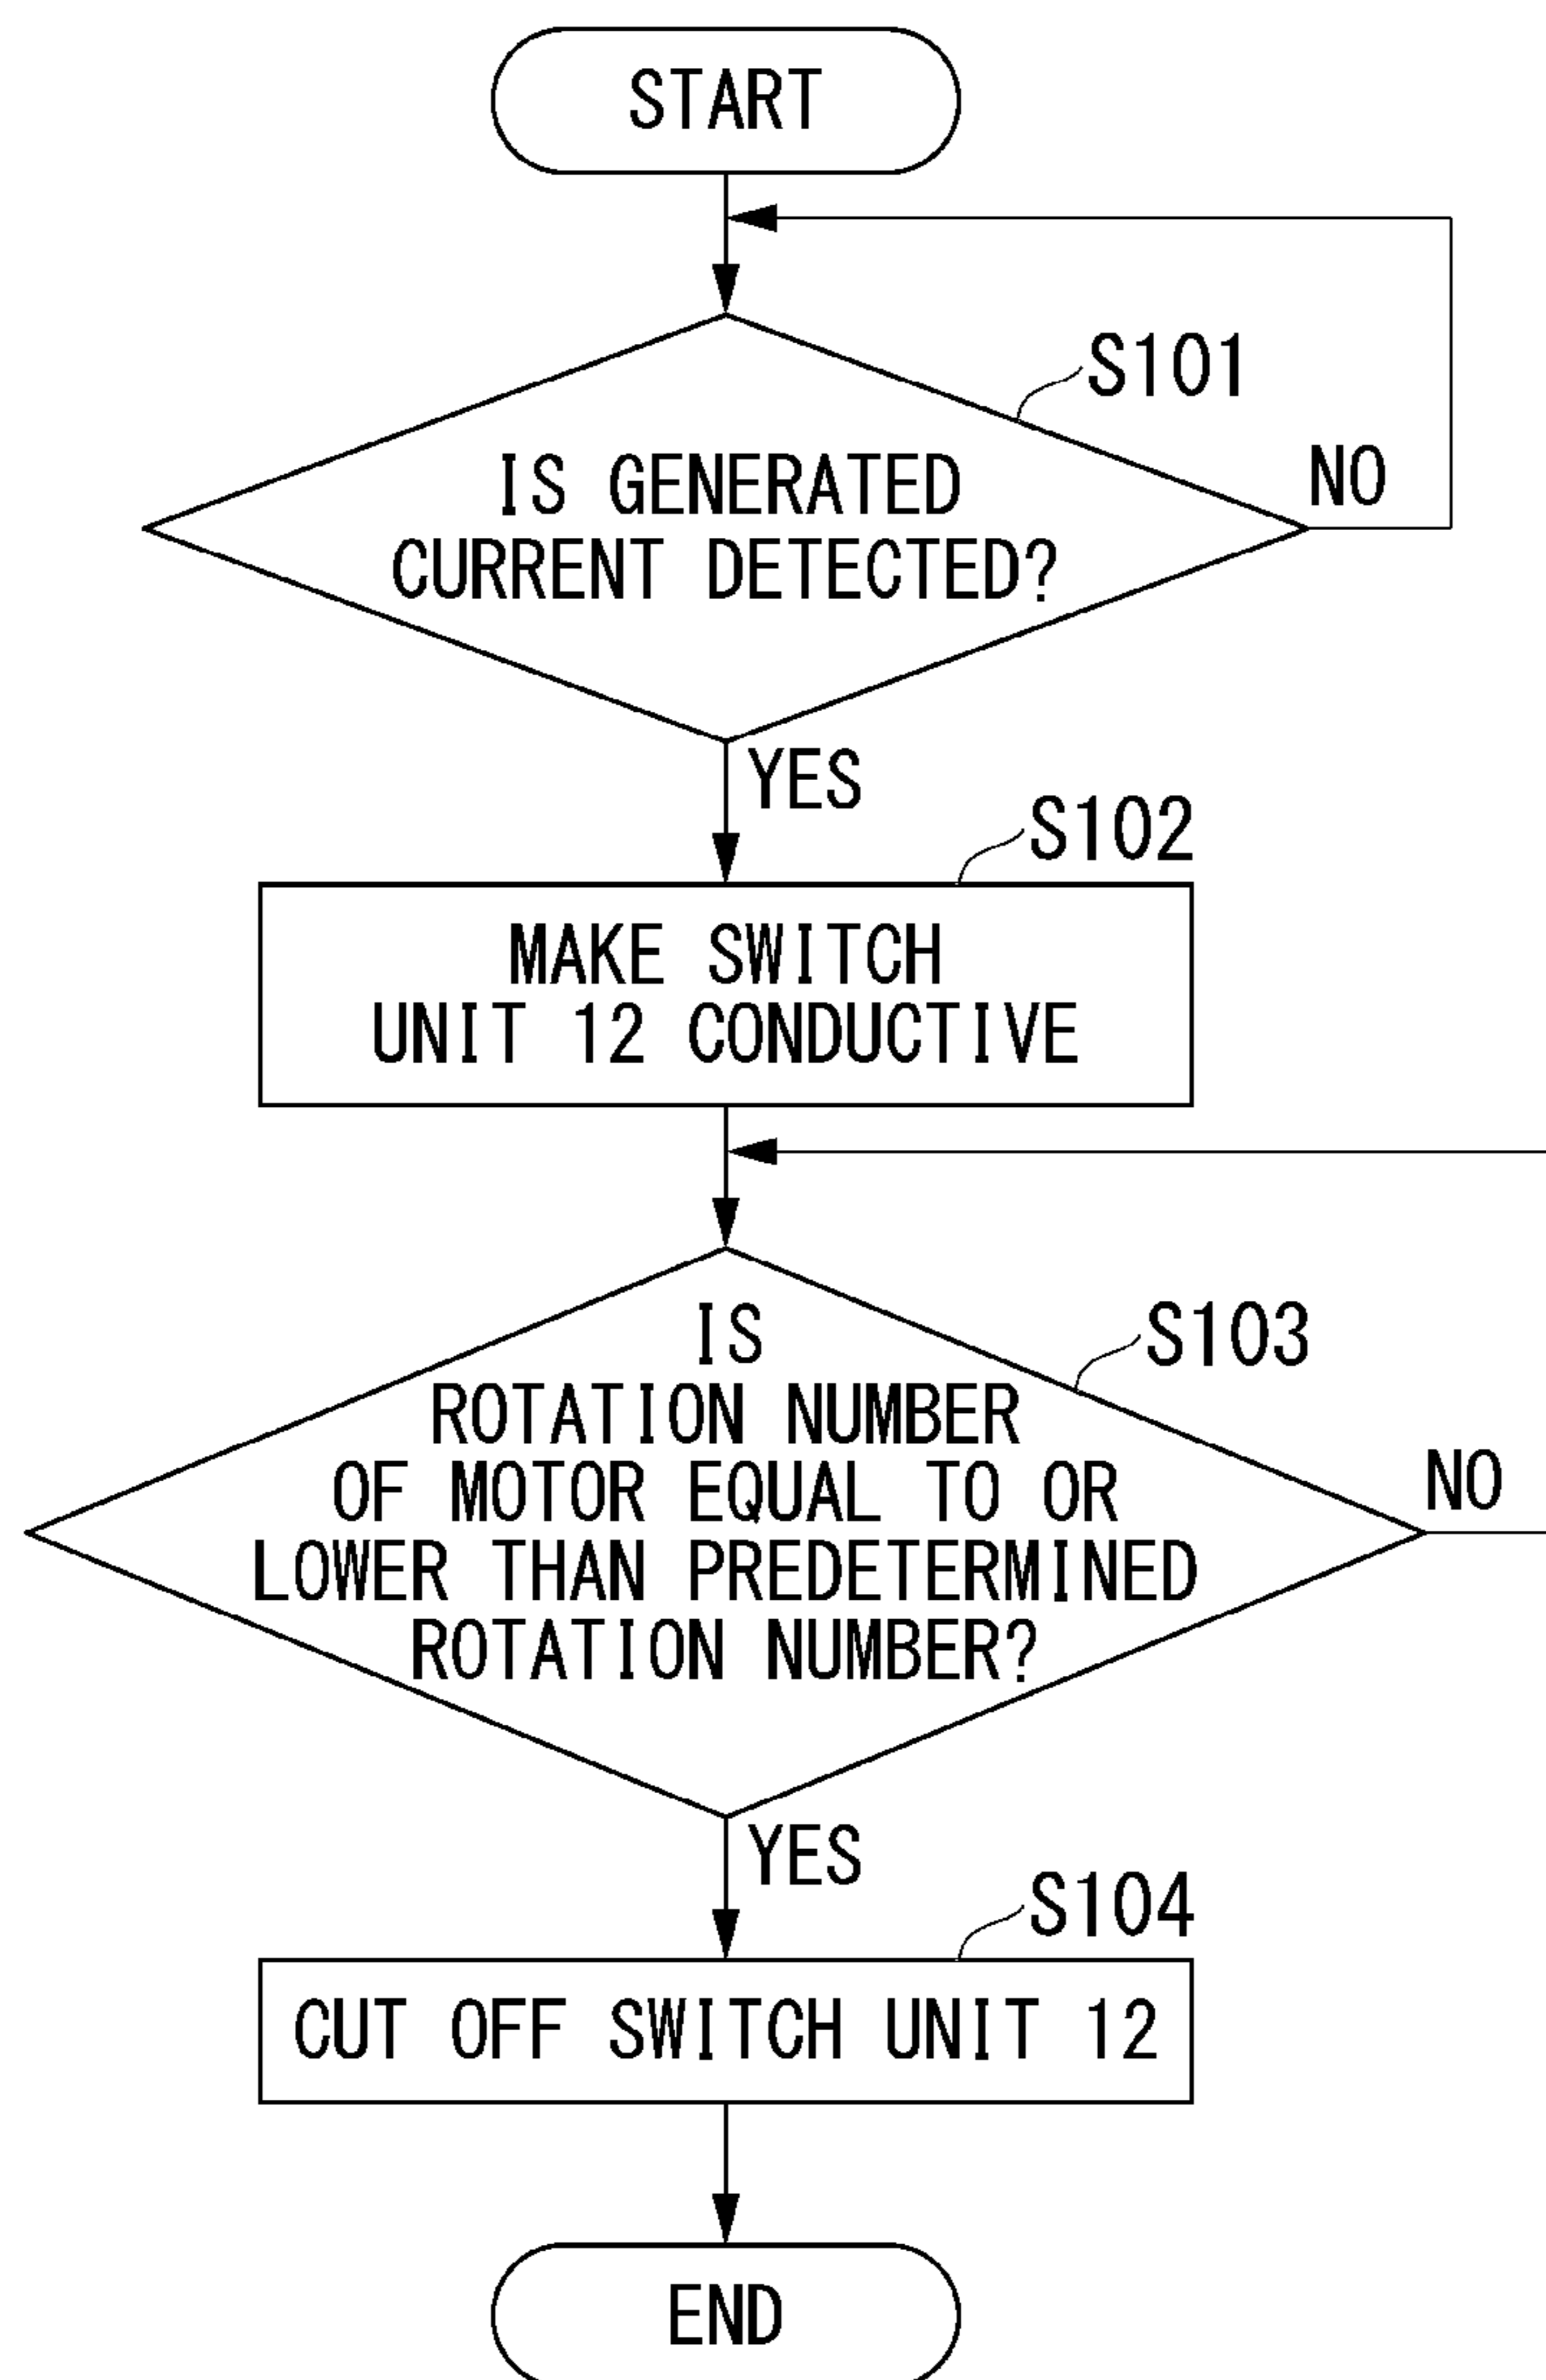 START
S101
IS GENERATED
CURRENT DETECTED?
NO
YES
S102
MAKE SWITCH
UNIT 12 CONDUCTIVE
S103
IS
ROTATION NUMBER
OF MOTOR EQUAL TO OR
LOWER THAN PREDETERMINED
ROTATION NUMBER?
NO
YES
S104
CUT OFF SWITCH UNIT 12
END